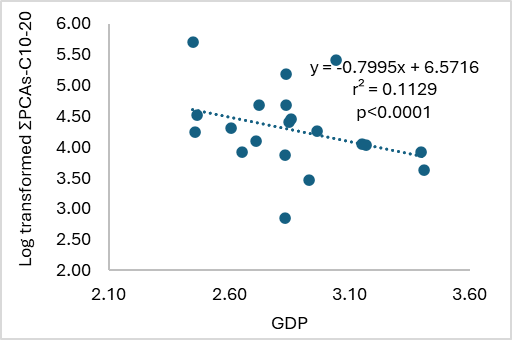 6.00
5.50
5.00
4.50
4.00
3.50
3.00
2.50
2.00
Log transformed ΣPCAs-C10-20
y = -0.7995x + 6.5716
r² = 0.1129
p<0.0001
2.10 2.60 3.10 3.60
GDP